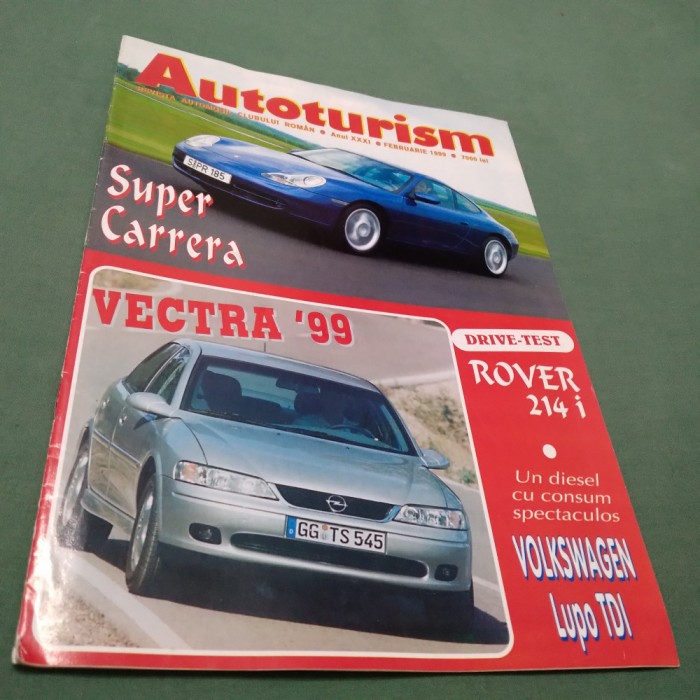 Autoturism
REVISTA AUTOMOBIL CLUBULUI ROMÂN ● Anul XXXI ● FEBRUARIE 1999 ● 7000 lei
S PR 185
Super
Carrera
VECTRA '99
GG TS 545
DRIVE-TEST
ROVER
214 i
Un diesel
cu consum
spectaculos
VOLKSWAGEN
Lupo TDI